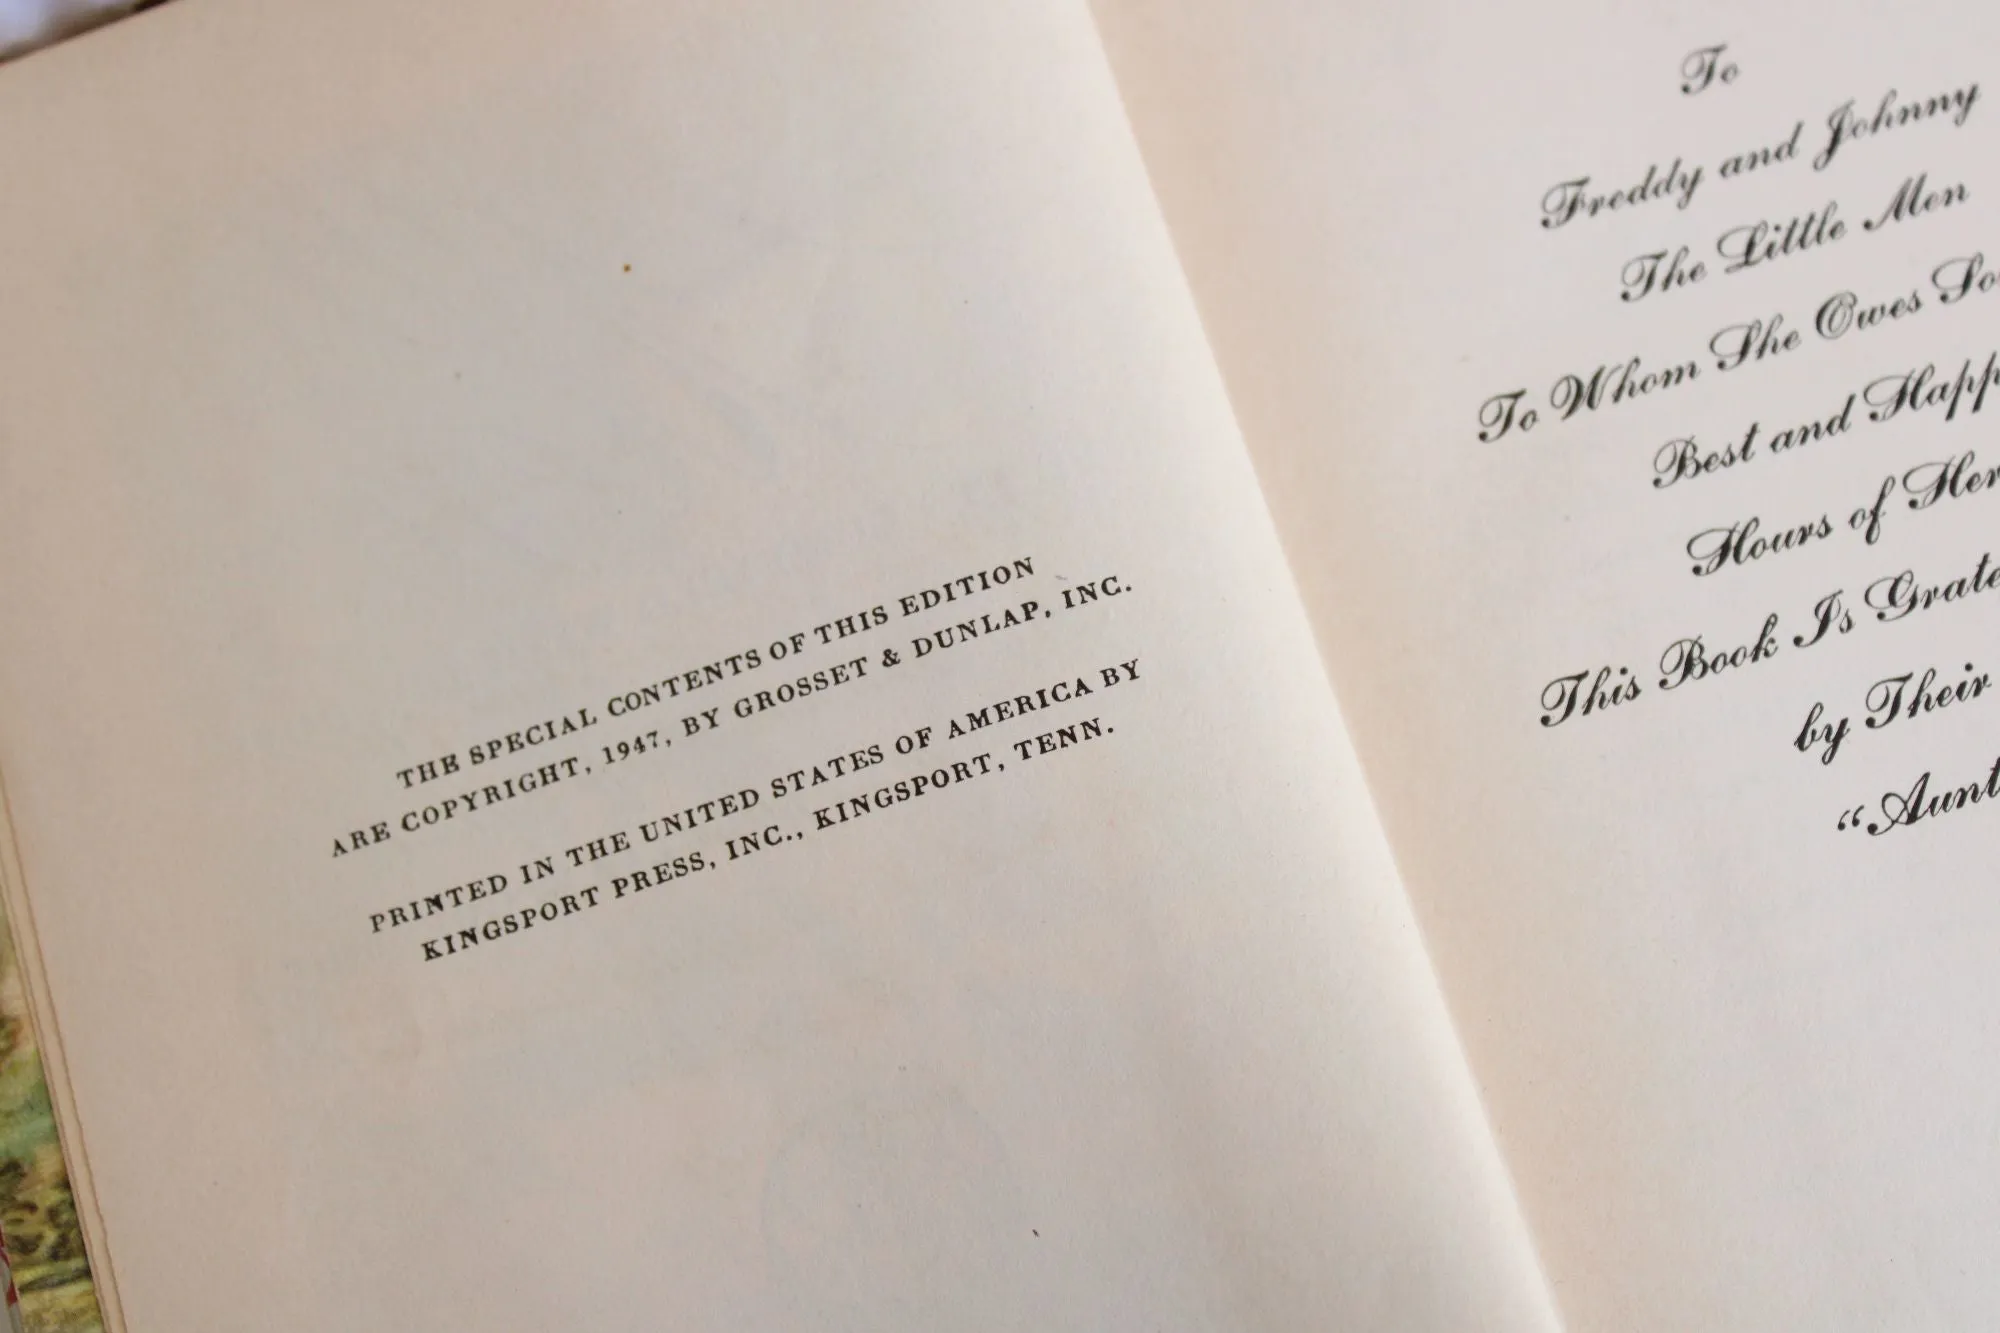 THE SPECIAL CONTENTS OF THIS EDITION
ARE COPYRIGHT, 1947, BY GROSSET & DUNLAP, INC.
PRINTED IN THE UNITED STATES OF AMERICA BY
KINGSPORT PRESS, INC., KINGSPORT, TENN.
To
Freddy and Johnny
The Little Men
To Whom She Owes
Best and
Hours of
This Book Is
by Their